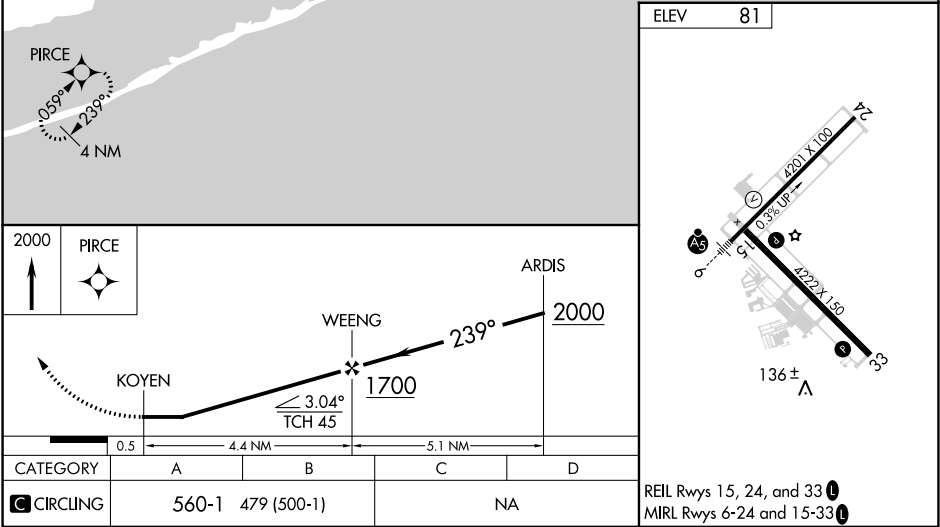 PIRCE
059°
239°
4 NM
ELEV 81
24
4201 X 100
0.3% UP
V
A5
6
15
P
4222 X 150
P
33
136 ±
2000
PIRCE
ARDIS
WEENG
239°
2000
KOYEN
1700
3.04°
TCH 45
0.5
4.4 NM
5.1 NM
CATEGORY A B C D
C CIRCLING 560-1 479 (500-1) NA
REIL Rwys 15, 24, and 33 L
MIRL Rwys 6-24 and 15-33 L